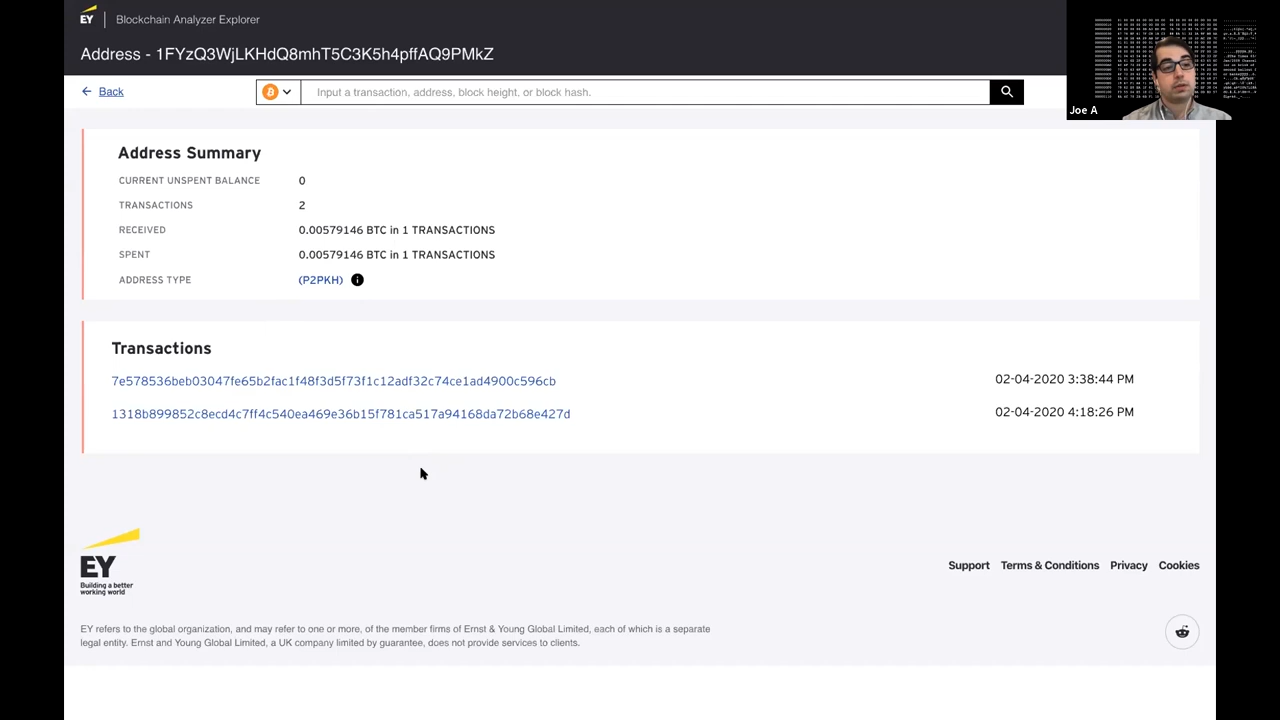 EY | Blockchain Analyzer Explorer
Back
Input a transaction, address, block height, or block hash.
Joe A
Address Summary
CURRENT UNSPENT BALANCE 0
TRANSACTIONS 2
RECEIVED 0.00579146 BTC in 1 TRANSACTIONS
SPENT 0.00579146 BTC in 1 TRANSACTIONS
ADDRESS TYPE (P2PKH)
Transactions
7e578536beb03047fe65b2fac1f48f3d5f73f1c12adf32c74ce1ad4900c596cb 02-04-2020 3:38:44 PM
1318b899852c8ecd4c7ff4c540ea469e36b15f781ca517a94168da72b68e427d 02-04-2020 4:18:26 PM
EY
Building a better
working world
Support Terms & Conditions Privacy Cookies
EY refers to the global organization, and may refer to one or more, of the member firms of Ernst & Young Global Limited, each of which is a separate
legal entity. Ernst and Young Global Limited, a UK company limited by guarantee, does not provide services to clients.